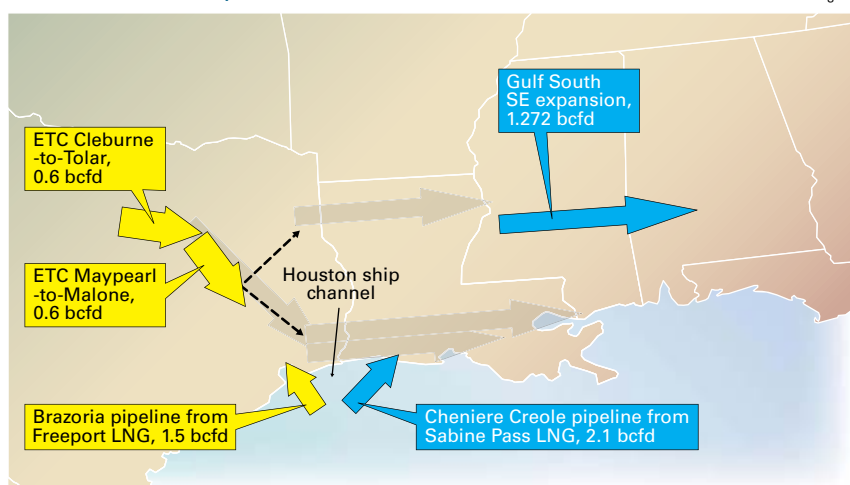 Gulf South
SE expansion,
1.272 bcfd
ETC Cleburne
-to-Tolar,
0.6 bcfd
ETC Maypearl
-to-Malone,
0.6 bcfd
Houston ship
channel
Brazoria pipeline from
Freeport LNG, 1.5 bcfd
Cheniere Creole pipeline from
Sabine Pass LNG, 2.1 bcfd